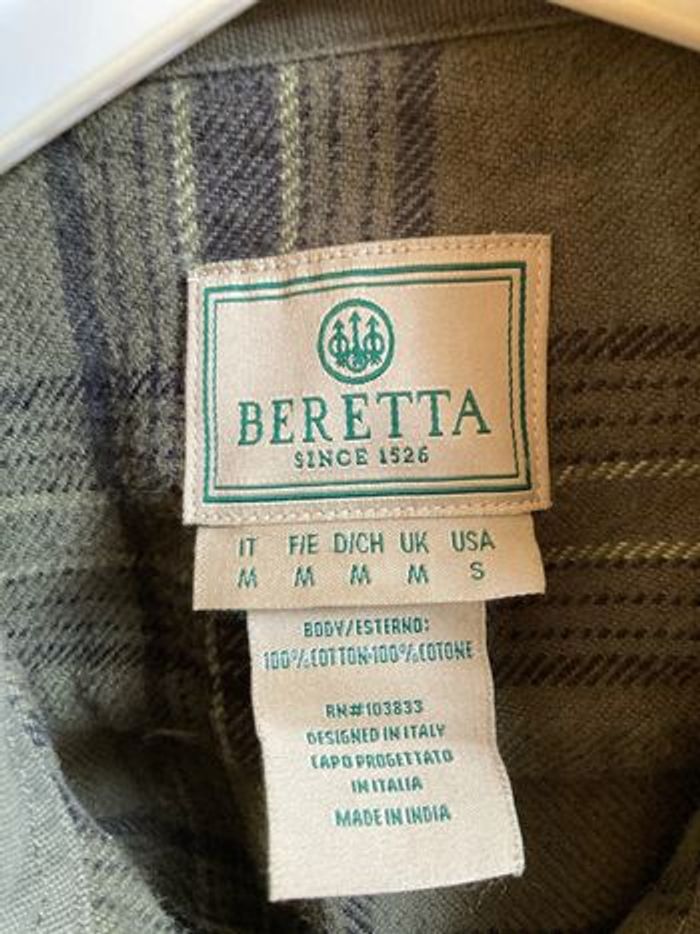 BERETTA
SINCE 1526
IT F/E D/CH UK USA
M M M M S
BODY/ESTERNO:
100%COTTON-100%COTONE
RN#103833
DESIGNED IN ITALY
CAPO PROGETTATO
IN ITALIA
MADE IN INDIA